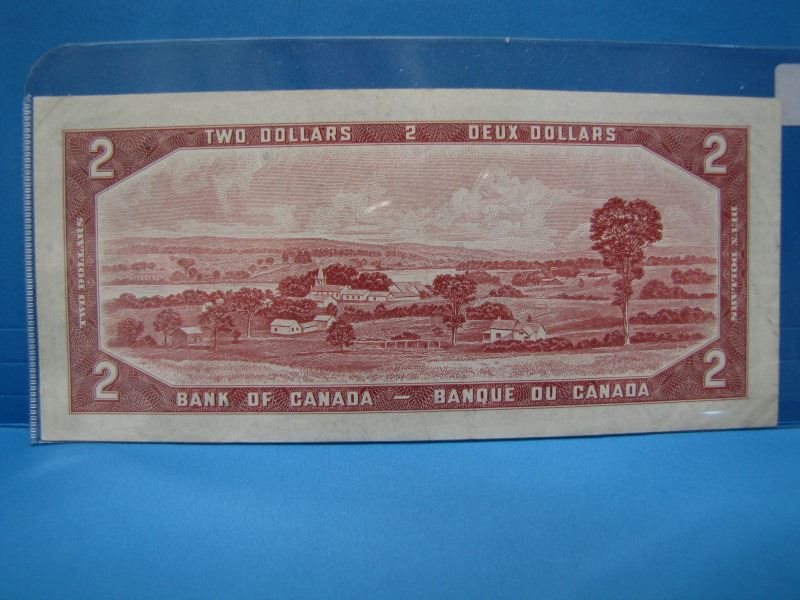 TWO DOLLARS 2 DEUX DOLLARS
2 2
TWO DOLLARS
DEUX DOLLARS
2 2
BANK OF CANADA — BANQUE DU CANADA